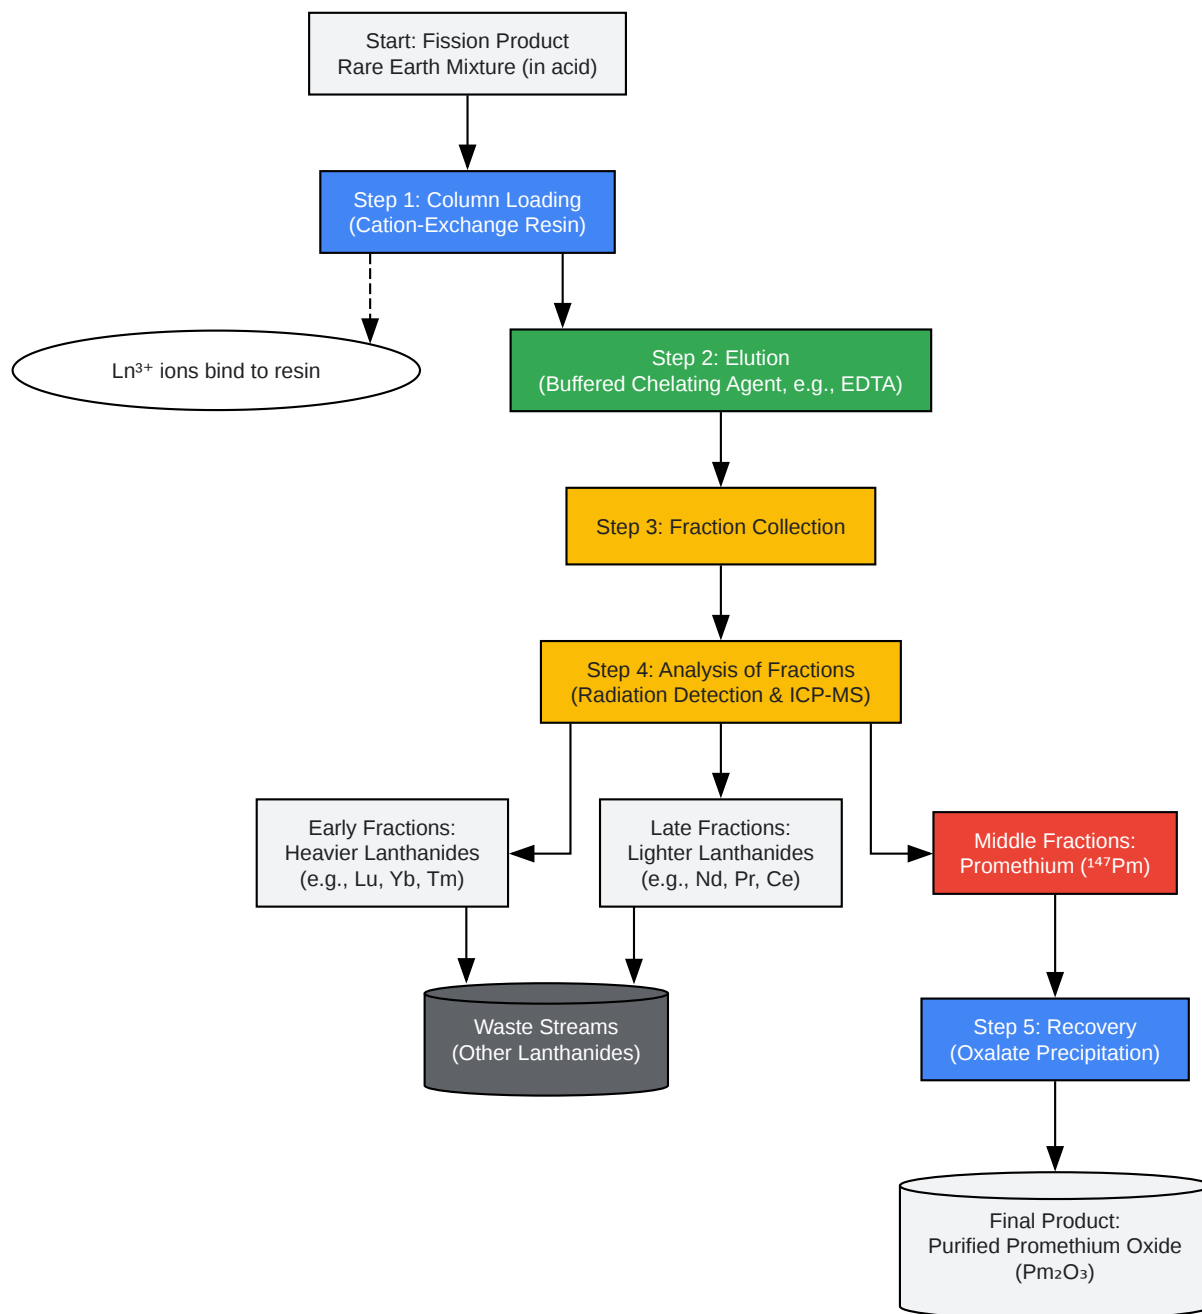 Start: Fission Product
Rare Earth Mixture (in acid)
Step 1: Column Loading
(Cation-Exchange Resin)
Ln³⁺ ions bind to resin
Step 2: Elution
(Buffered Chelating Agent, e.g., EDTA)
Step 3: Fraction Collection
Step 4: Analysis of Fractions
(Radiation Detection & ICP-MS)
Early Fractions:
Heavier Lanthanides
(e.g., Lu, Yb, Tm)
Late Fractions:
Lighter Lanthanides
(e.g., Nd, Pr, Ce)
Middle Fractions:
Promethium (¹⁴⁷Pm)
Waste Streams
(Other Lanthanides)
Step 5: Recovery
(Oxalate Precipitation)
Final Product:
Purified Promethium Oxide
(Pm₂O₃)